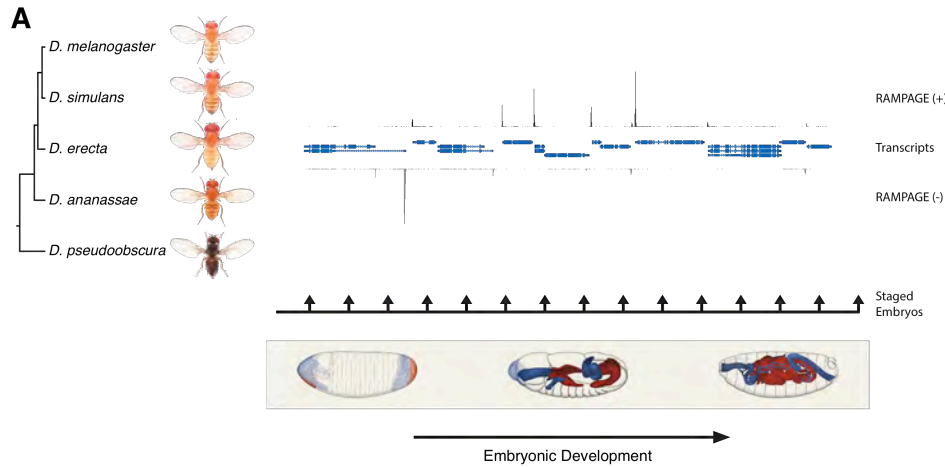 A
D. melanogaster
D. simulans
D. erecta
D. ananassae
D. pseudoobscura
RAMPAGE (+)
Transcripts
RAMPAGE (-)
Staged
Embryos
Embryonic Development